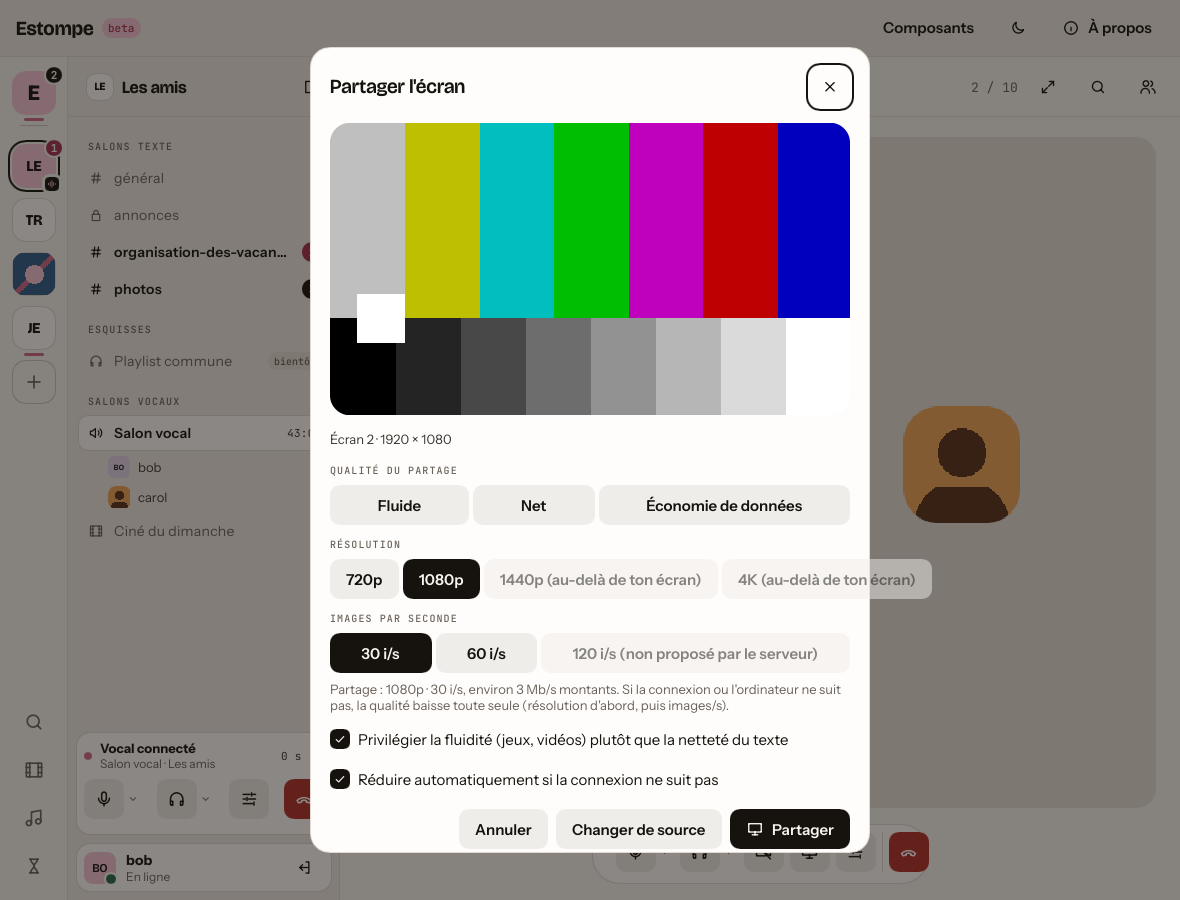 Estompe beta
Composants
À propos
E 2
LE Les amis
2 / 10
LE 1
TR
JE
SALONS TEXTE
# général
annonces
# organisation-des-vacan...
# photos
ESQUISSES
Playlist commune
SALONS VOCAUX
Salon vocal
BO bob
carol
Ciné du dimanche
Vocal connecté
Salon vocal · Les amis
0 s
BO bob
En ligne
Partager l'écran
Écran 2 · 1920 × 1080
QUALITÉ DU PARTAGE
Fluide Net Économie de données
RÉSOLUTION
720p 1080p 1440p (au-delà de ton écran) 4K (au-delà de ton écran)
IMAGES PAR SECONDE
30 i/s 60 i/s 120 i/s (non proposé par le serveur)
Partage : 1080p · 30 i/s, environ 3 Mb/s montants. Si la connexion ou l'ordinateur ne suit
pas, la qualité baisse toute seule (résolution d'abord, puis images/s).
Privilégier la fluidité (jeux, vidéos) plutôt que la netteté du texte
Réduire automatiquement si la connexion ne suit pas
Annuler Changer de source Partager